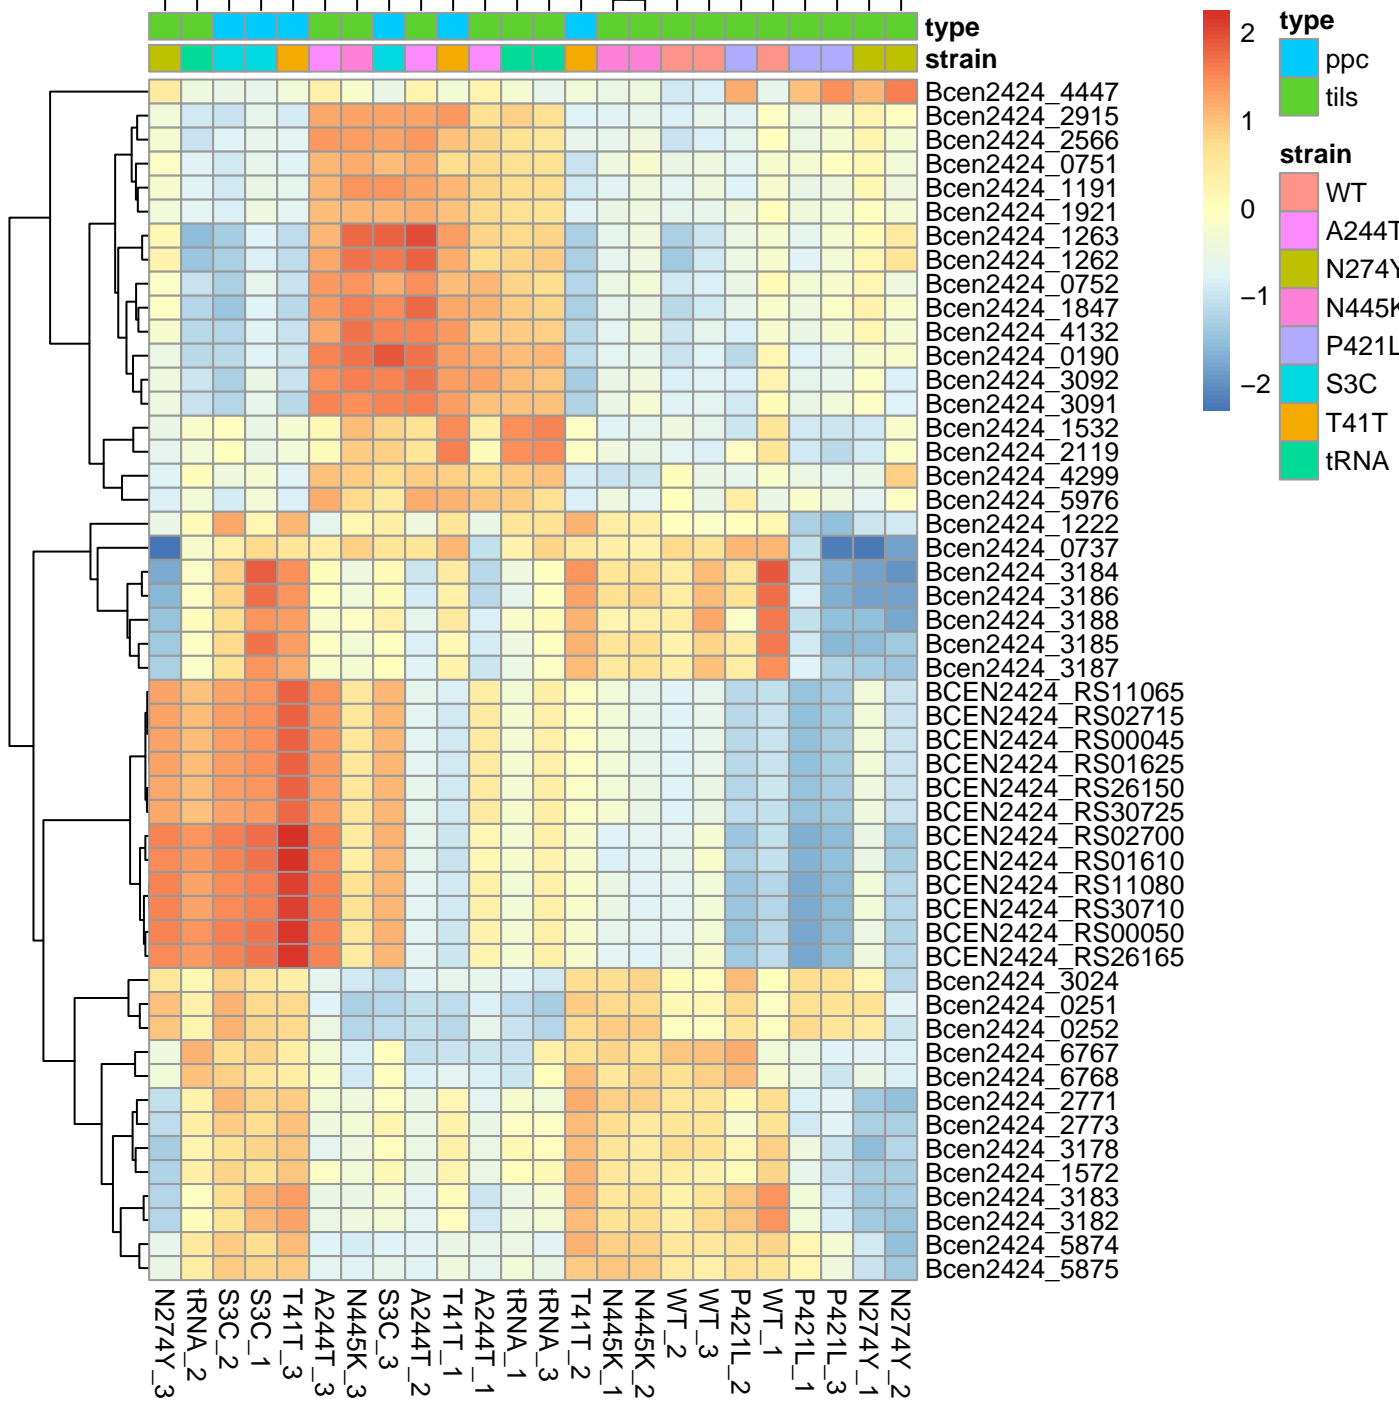 type
strain
Bcen2424_4447
Bcen2424_2915
Bcen2424_2566
Bcen2424_0751
Bcen2424_1191
Bcen2424_1921
Bcen2424_1263
Bcen2424_1262
Bcen2424_0752
Bcen2424_1847
Bcen2424_4132
Bcen2424_0190
Bcen2424_3092
Bcen2424_3091
Bcen2424_1532
Bcen2424_2119
Bcen2424_4299
Bcen2424_5976
Bcen2424_1222
Bcen2424_0737
Bcen2424_3184
Bcen2424_3186
Bcen2424_3188
Bcen2424_3185
Bcen2424_3187
BCEN2424_RS11065
BCEN2424_RS02715
BCEN2424_RS00045
BCEN2424_RS01625
BCEN2424_RS26150
BCEN2424_RS30725
BCEN2424_RS02700
BCEN2424_RS01610
BCEN2424_RS11080
BCEN2424_RS30710
BCEN2424_RS00050
BCEN2424_RS26165
Bcen2424_3024
Bcen2424_0251
Bcen2424_0252
Bcen2424_6767
Bcen2424_6768
Bcen2424_2771
Bcen2424_2773
Bcen2424_3178
Bcen2424_1572
Bcen2424_3183
Bcen2424_3182
Bcen2424_5874
Bcen2424_5875
N274Y_3
tRNA_2
S3C_2
S3C_1
T41T_3
A244T_3
N445K_3
S3C_3
A244T_2
T41T_1
A244T_1
tRNA_1
tRNA_3
T41T_2
N445K_1
N445K_2
WT_2
WT_3
P421L_2
WT_1
P421L_1
P421L_3
N274Y_1
N274Y_2
2
1
0
−1
−2
type
ppc
tils
strain
WT
A244T
N274Y
N445K
P421L
S3C
T41T
tRNA